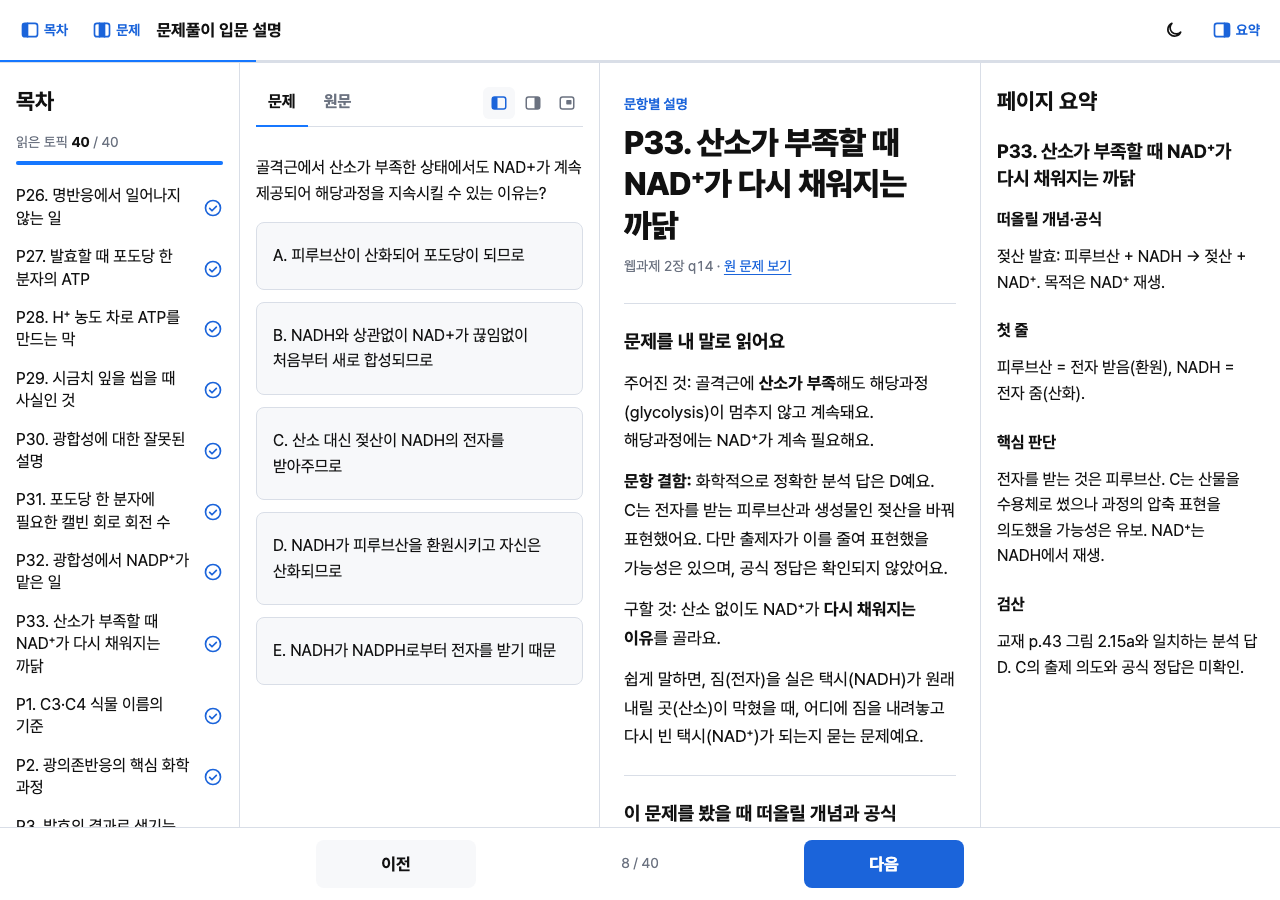 목차
문제
문제풀이 입문 설명
요약
목차
읽은 토픽 40 / 40
P26. 명반응에서 일어나지
않는 일
P27. 발효할 때 포도당 한
분자의 ATP
P28. H⁺ 농도 차로 ATP를
만드는 막
P29. 시금치 잎을 씹을 때
사실인 것
P30. 광합성에 대한 잘못된
설명
P31. 포도당 한 분자에
필요한 캘빈 회로 회전 수
P32. 광합성에서 NADP⁺가
맡은 일
P33. 산소가 부족할 때
NAD⁺가 다시 채워지는
까닭
P1. C3·C4 식물 이름의
기준
P2. 광의존반응의 핵심 화학
과정
P3. 발효의 결과로 생기는
문제
원문
골격근에서 산소가 부족한 상태에서도 NAD+가 계속
제공되어 해당과정을 지속시킬 수 있는 이유는?
A. 피루브산이 산화되어 포도당이 되므로
B. NADH와 상관없이 NAD+가 끊임없이
처음부터 새로 합성되므로
C. 산소 대신 젖산이 NADH의 전자를
받아주므로
D. NADH가 피루브산을 환원시키고 자신은
산화되므로
E. NADH가 NADPH로부터 전자를 받기 때문
문항별 설명
P33. 산소가 부족할 때
NAD⁺가 다시 채워지는
까닭
웹과제 2장 q14 · 원 문제 보기
문제를 내 말로 읽어요
주어진 것: 골격근에 산소가 부족해도 해당과정
(glycolysis)이 멈추지 않고 계속돼요.
해당과정에는 NAD⁺가 계속 필요해요.
문항 결함: 화학적으로 정확한 분석 답은 D예요.
C는 전자를 받는 피루브산과 생성물인 젖산을 바꿔
표현했어요. 다만 출제자가 이를 줄여 표현했을
가능성은 있으며, 공식 정답은 확인되지 않았어요.
구할 것: 산소 없이도 NAD⁺가 다시 채워지는
이유를 골라요.
쉽게 말하면, 짐(전자)을 실은 택시(NADH)가 원래
내릴 곳(산소)이 막혔을 때, 어디에 짐을 내려놓고
다시 빈 택시(NAD⁺)가 되는지 묻는 문제예요.
이 문제를 봤을 때 떠올릴 개념과 공식
페이지 요약
P33. 산소가 부족할 때 NAD⁺가
다시 채워지는 까닭
떠올릴 개념·공식
젖산 발효: 피루브산 + NADH → 젖산 +
NAD⁺. 목적은 NAD⁺ 재생.
첫 줄
피루브산 = 전자 받음(환원), NADH =
전자 줌(산화).
핵심 판단
전자를 받는 것은 피루브산. C는 산물을
수용체로 썼으나 과정의 압축 표현을
의도했을 가능성은 유보. NAD⁺는
NADH에서 재생.
검산
교재 p.43 그림 2.15a와 일치하는 분석 답
D. C의 출제 의도와 공식 정답은 미확인.
이전
8 / 40
다음